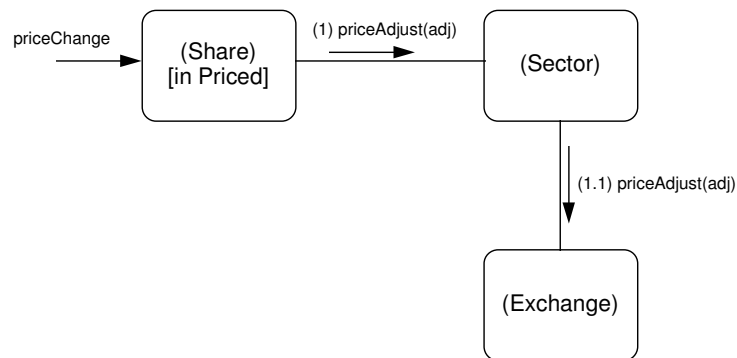 priceChange
(Share)
[in Priced]
(1) priceAdjust(adj)
(Sector)
(1.1) priceAdjust(adj)
(Exchange)